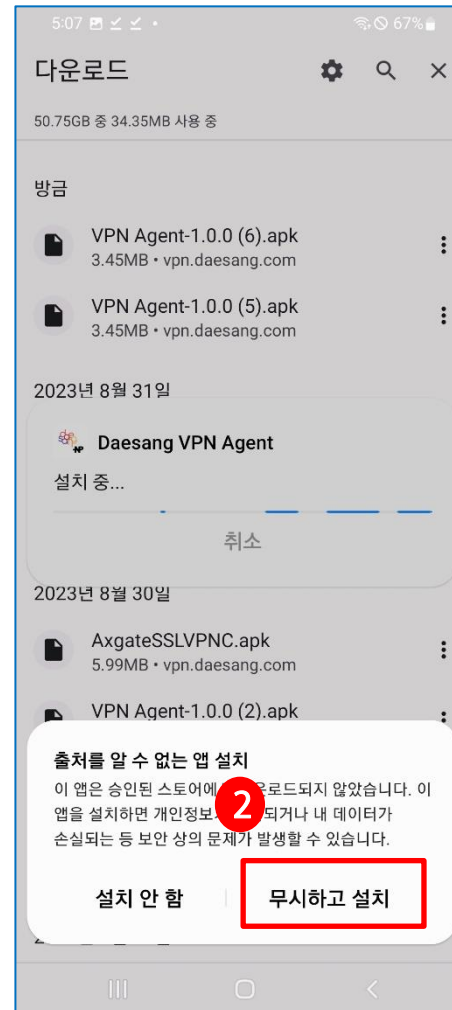 5:07
67%
다운로드
50.75GB 중 34.35MB 사용 중
방금
VPN Agent-1.0.0 (6).apk
3.45MB • vpn.daesang.com
VPN Agent-1.0.0 (5).apk
3.45MB • vpn.daesang.com
2023년 8월 31일
Daesang VPN Agent
설치 중...
취소
2023년 8월 30일
AxgateSSLVPNC.apk
5.99MB • vpn.daesang.com
VPN Agent-1.0.0 (2).apk
출처를 알 수 없는 앱 설치
이 앱은 승인된 스토어에 로드되지 않았습니다. 이
앱을 설치하면 개인정보 되거나 내 데이터가
손실되는 등 보안 상의 문제가 발생할 수 있습니다.
2
설치 안 함
무시하고 설치